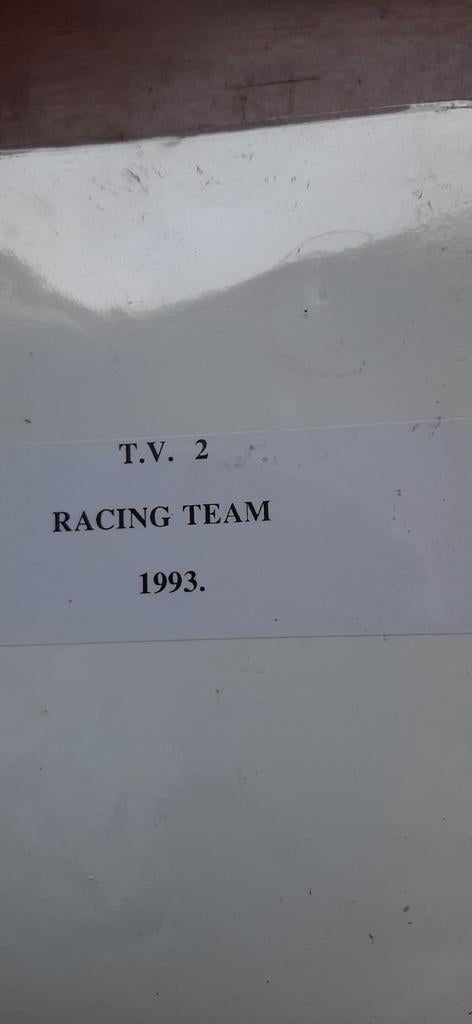 T.V. 2
RACING TEAM
1993.